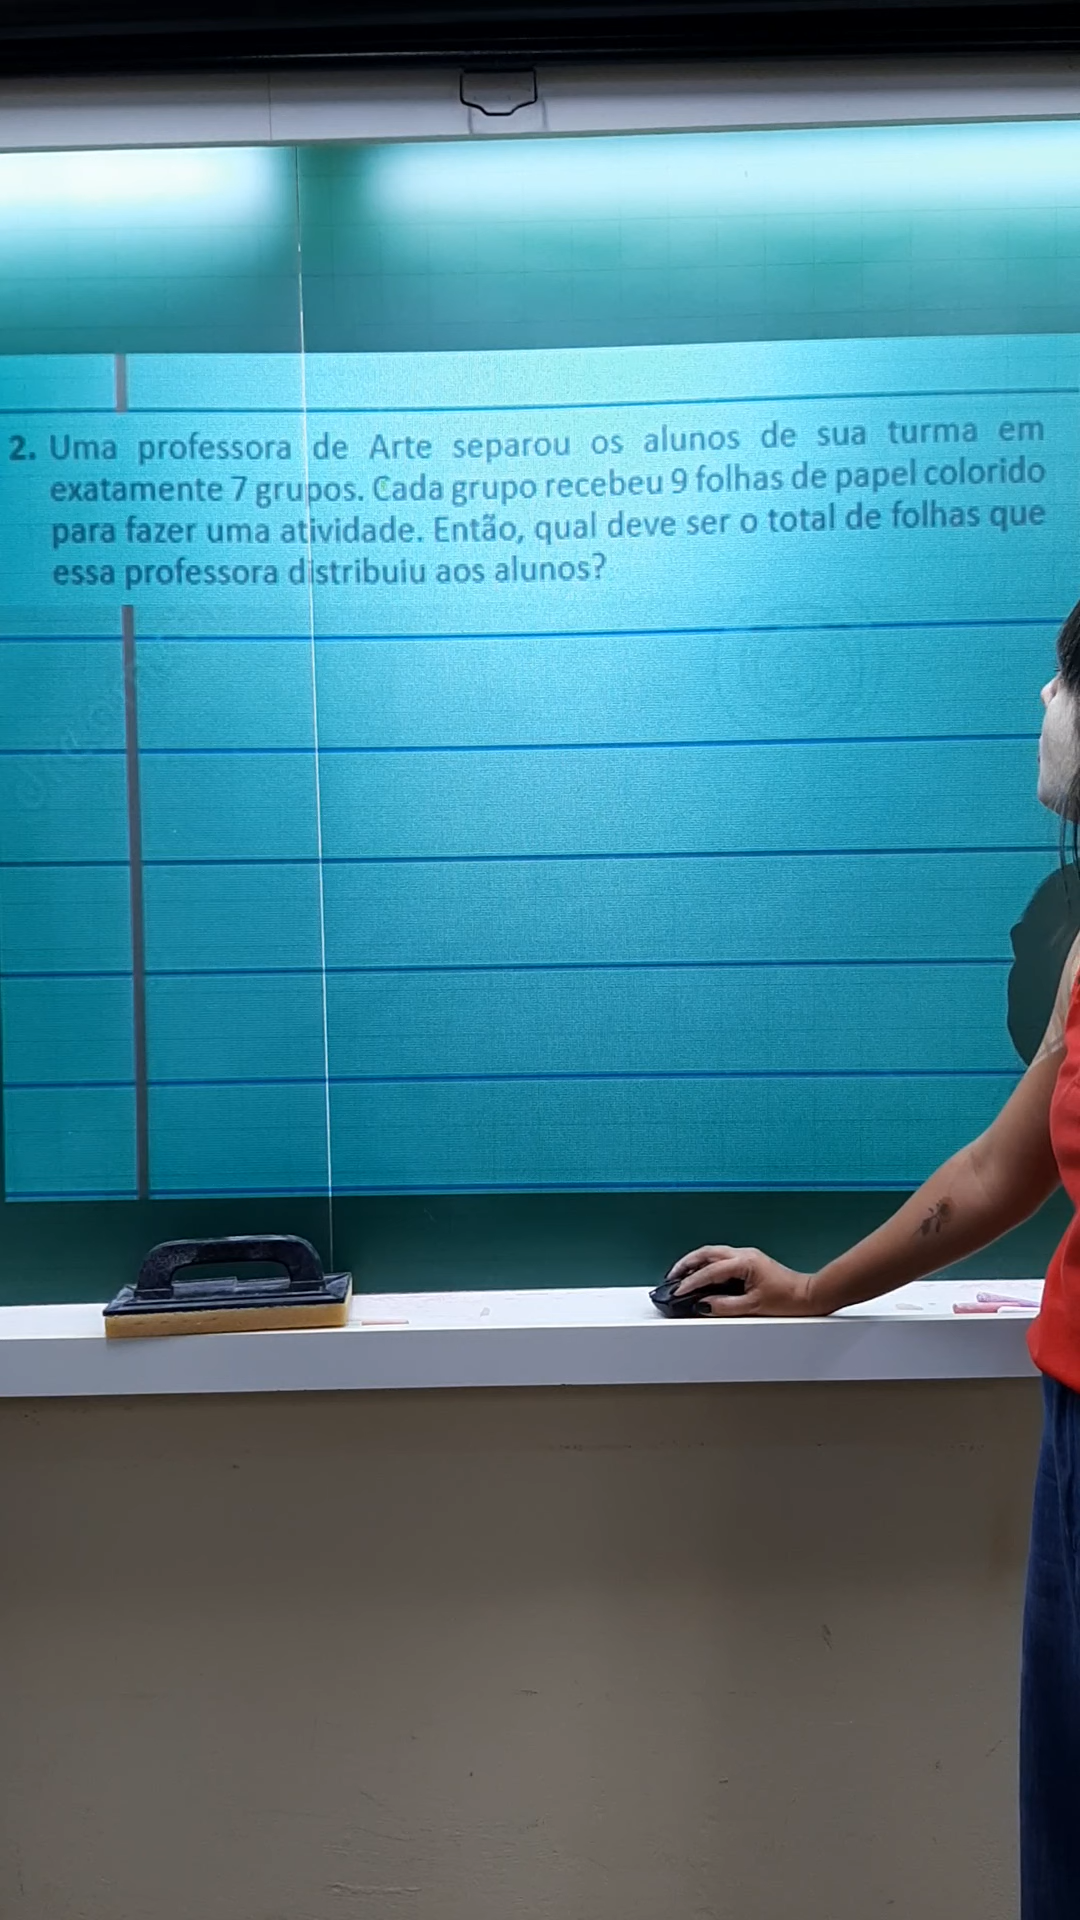 2. Uma professora de Arte separou os alunos de sua turma em
exatamente 7 grupos. Cada grupo recebeu 9 folhas de papel colorido
para fazer uma atividade. Então, qual deve ser o total de folhas que
essa professora distribuiu aos alunos?